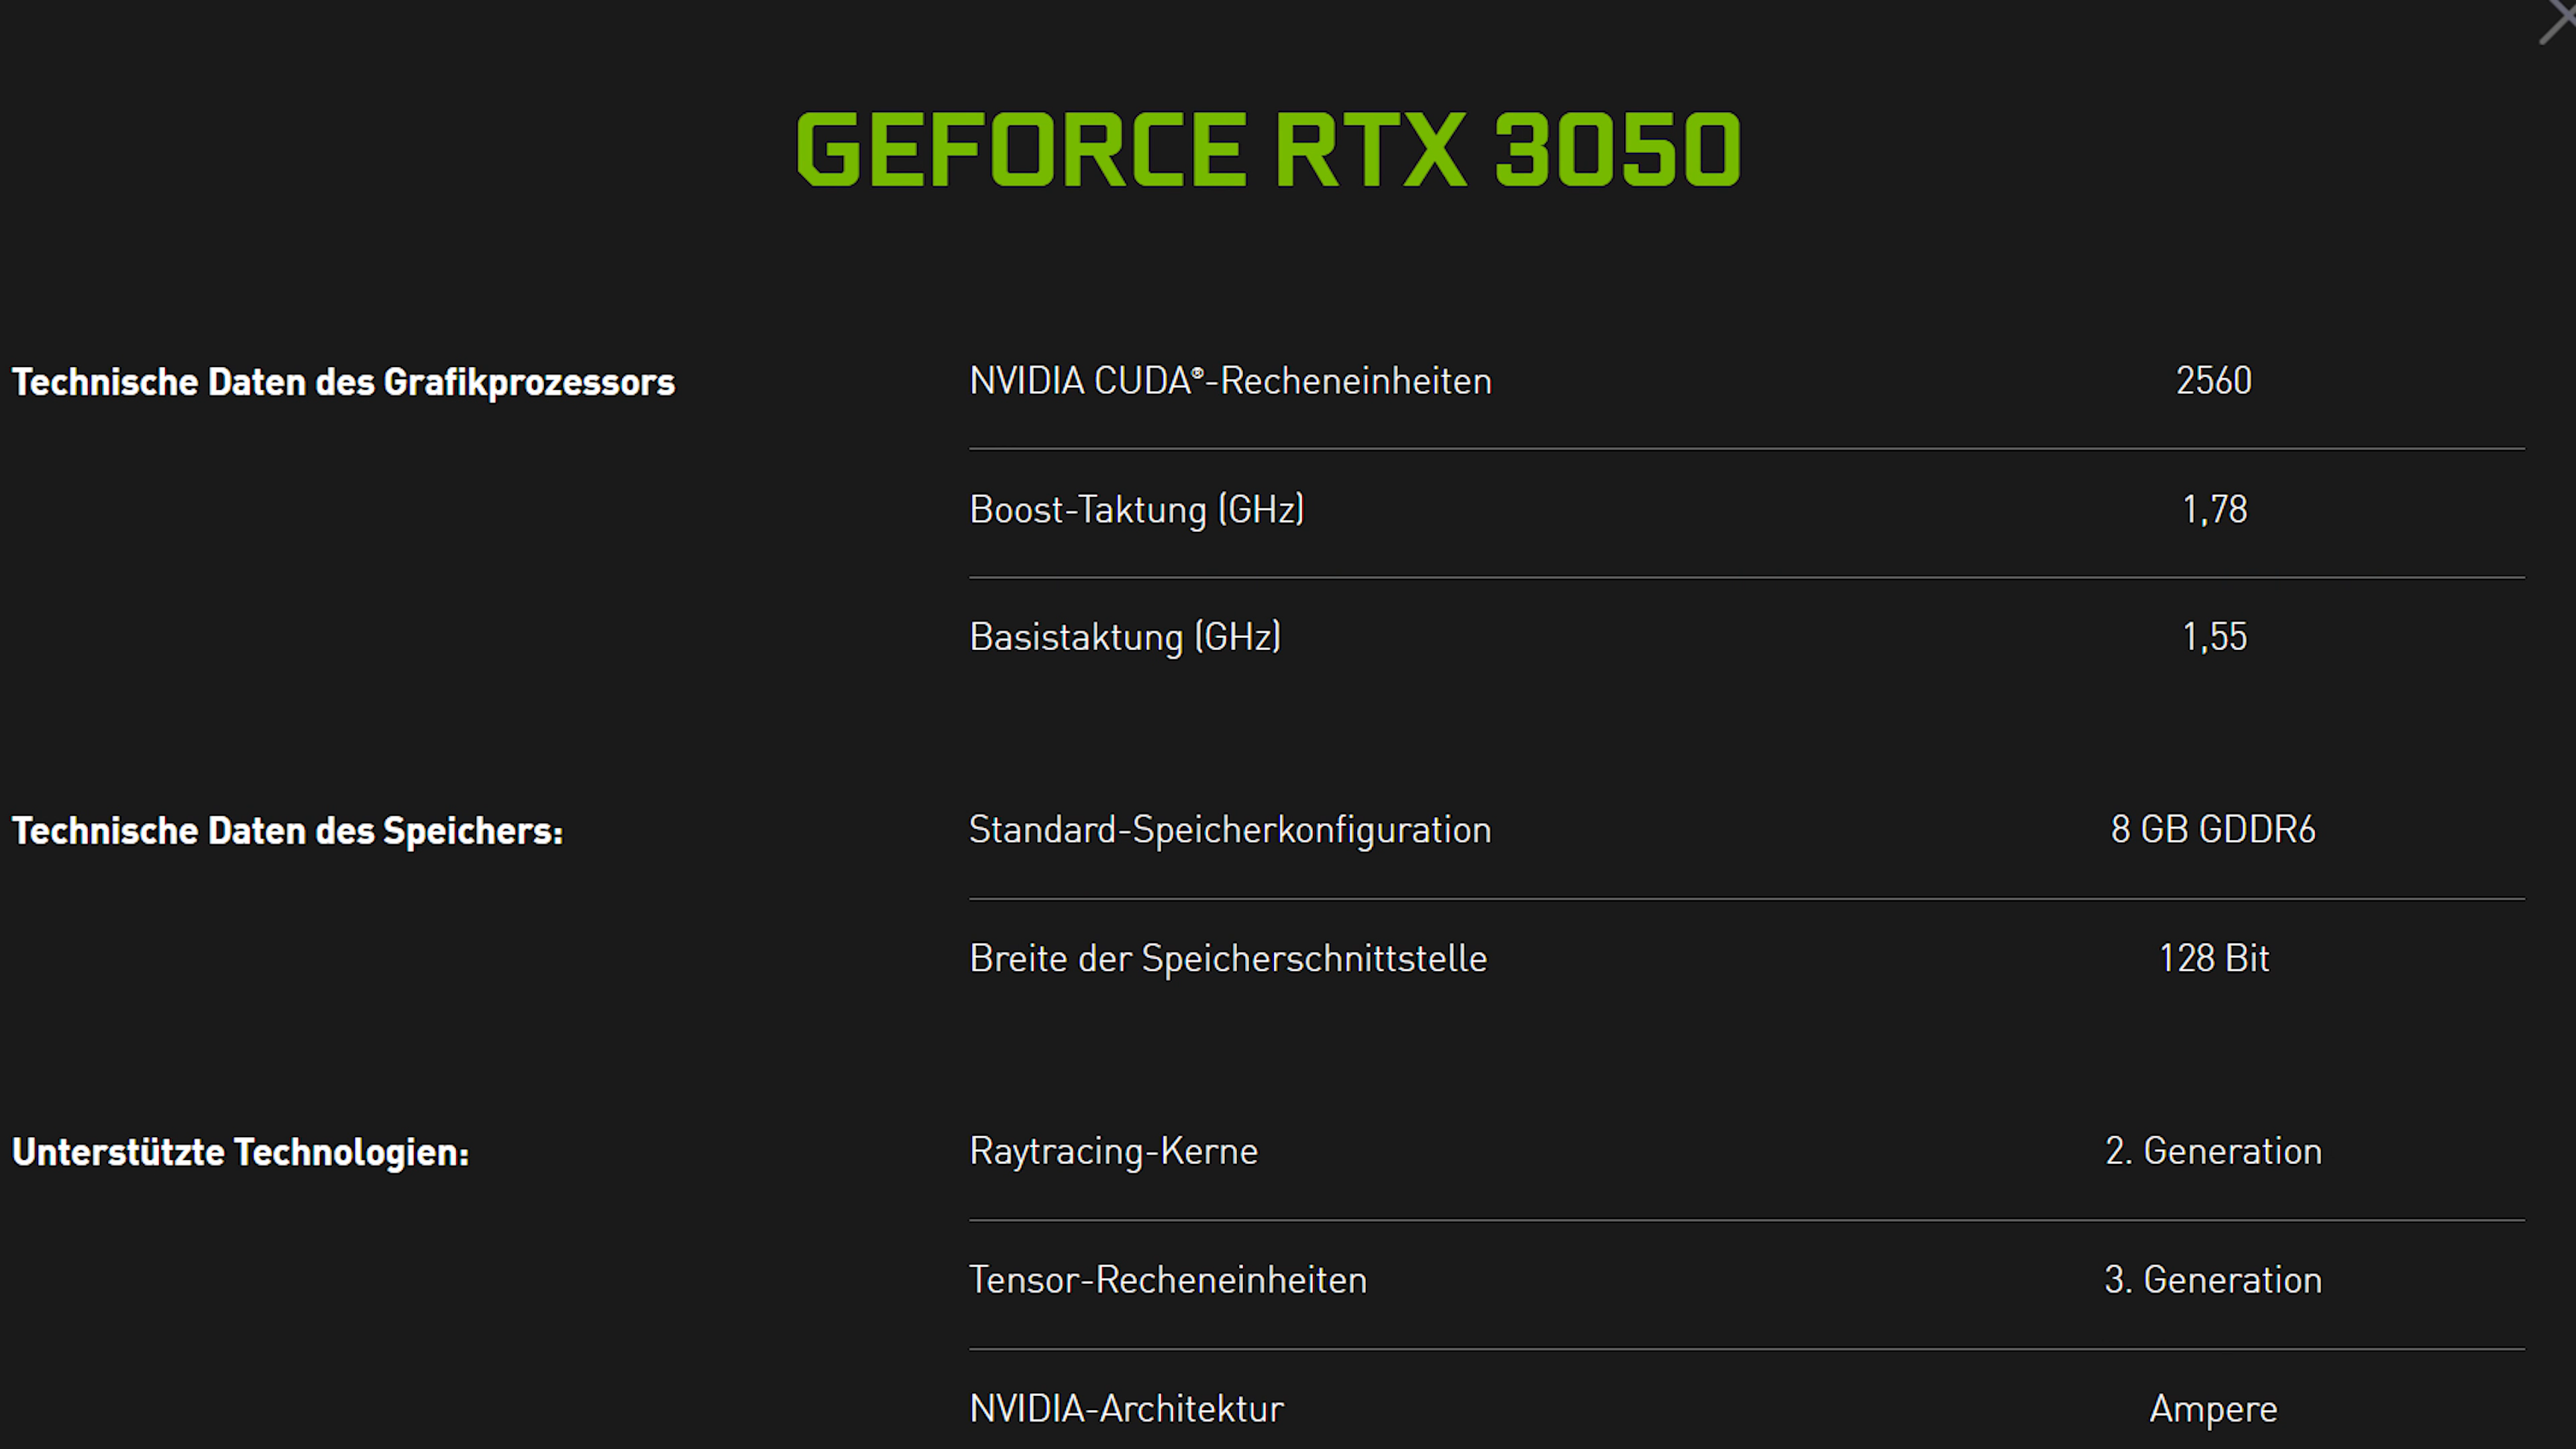 GEFORCE RTX 3050
Technische Daten des Grafikprozessors NVIDIA CUDA®-Recheneinheiten 2560
Boost-Taktung (GHz) 1,78
Basistaktung (GHz) 1,55
Technische Daten des Speichers: Standard-Speicherkonfiguration 8 GB GDDR6
Breite der Speicherschnittstelle 128 Bit
Unterstützte Technologien: Raytracing-Kerne 2. Generation
Tensor-Recheneinheiten 3. Generation
NVIDIA-Architektur Ampere